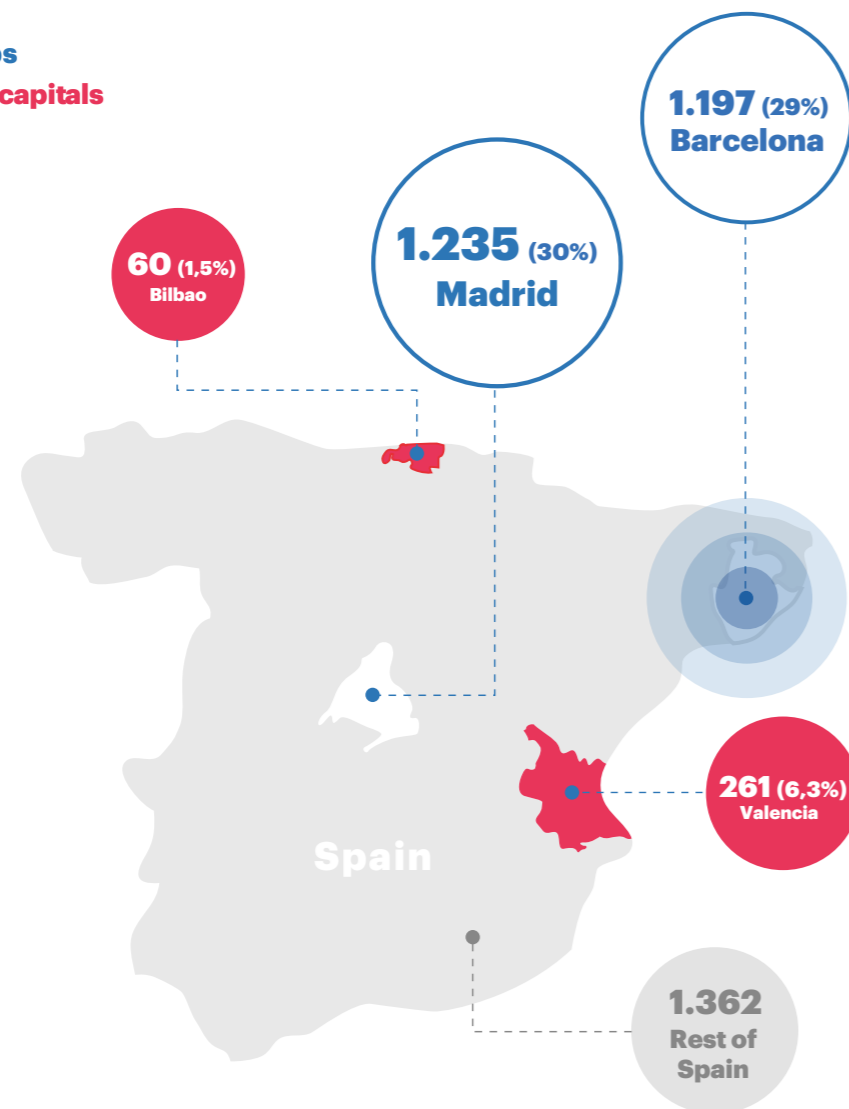 capitals
1.197 (29%)
Barcelona
1.235 (30%)
Madrid
60 (1,5%)
Bilbao
261 (6,3%)
Valencia
Spain
1.362
Rest of
Spain